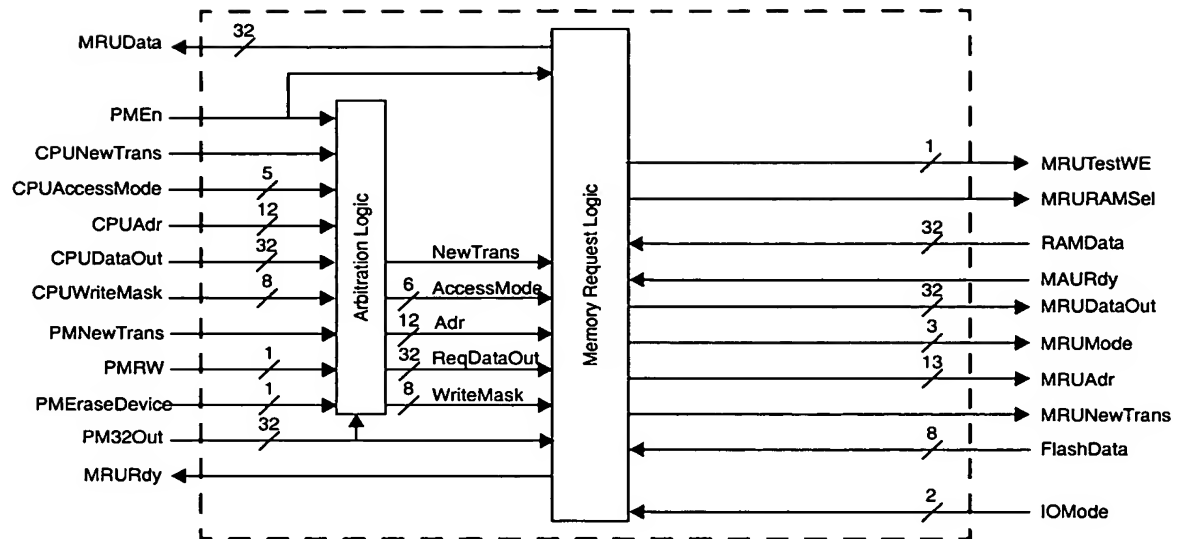 MRUData
32
PMEn
CPUNewTrans
CPUAccessMode
5
CPUAdr
12
CPUDataOut
32
CPUWriteMask
8
PMNewTrans
PMRW
1
PMEraseDevice
1
PM32Out
32
MRURdy
Arbitration Logic
NewTrans
6 AccessMode
12 Adr
32 ReqDataOut
8 WriteMask
Memory Request Logic
1
MRUTestWE
MRURAMSel
32
RAMData
MAURdy
32
MRUDataOut
3
MRUMode
13
MRUAdr
MRUNewTrans
8
FlashData
2
IOMode